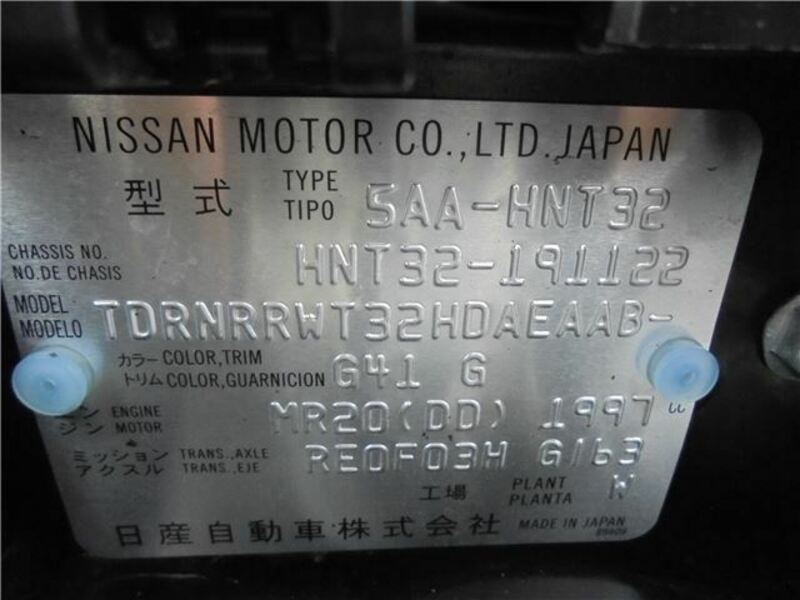 NISSAN MOTOR CO.,LTD.JAPAN
型式 TYPE TIPO 5AA-HNT32
CHASSIS NO. NO.DE CHASIS HNT32-191122
MODEL MODELO TDRNRRWT32HDAEAAB-
カラー COLOR,TRIM
トリム COLOR,GUARNICION G41 G
ン ENGINE
ジン MOTOR MR20(DD) 1997 cc
ミッション TRANS.,AXLE
アクスル TRANS.,EJE RE0F03H G163
工場 PLANT PLANTA W
日産自動車株式会社 MADE IN JAPAN